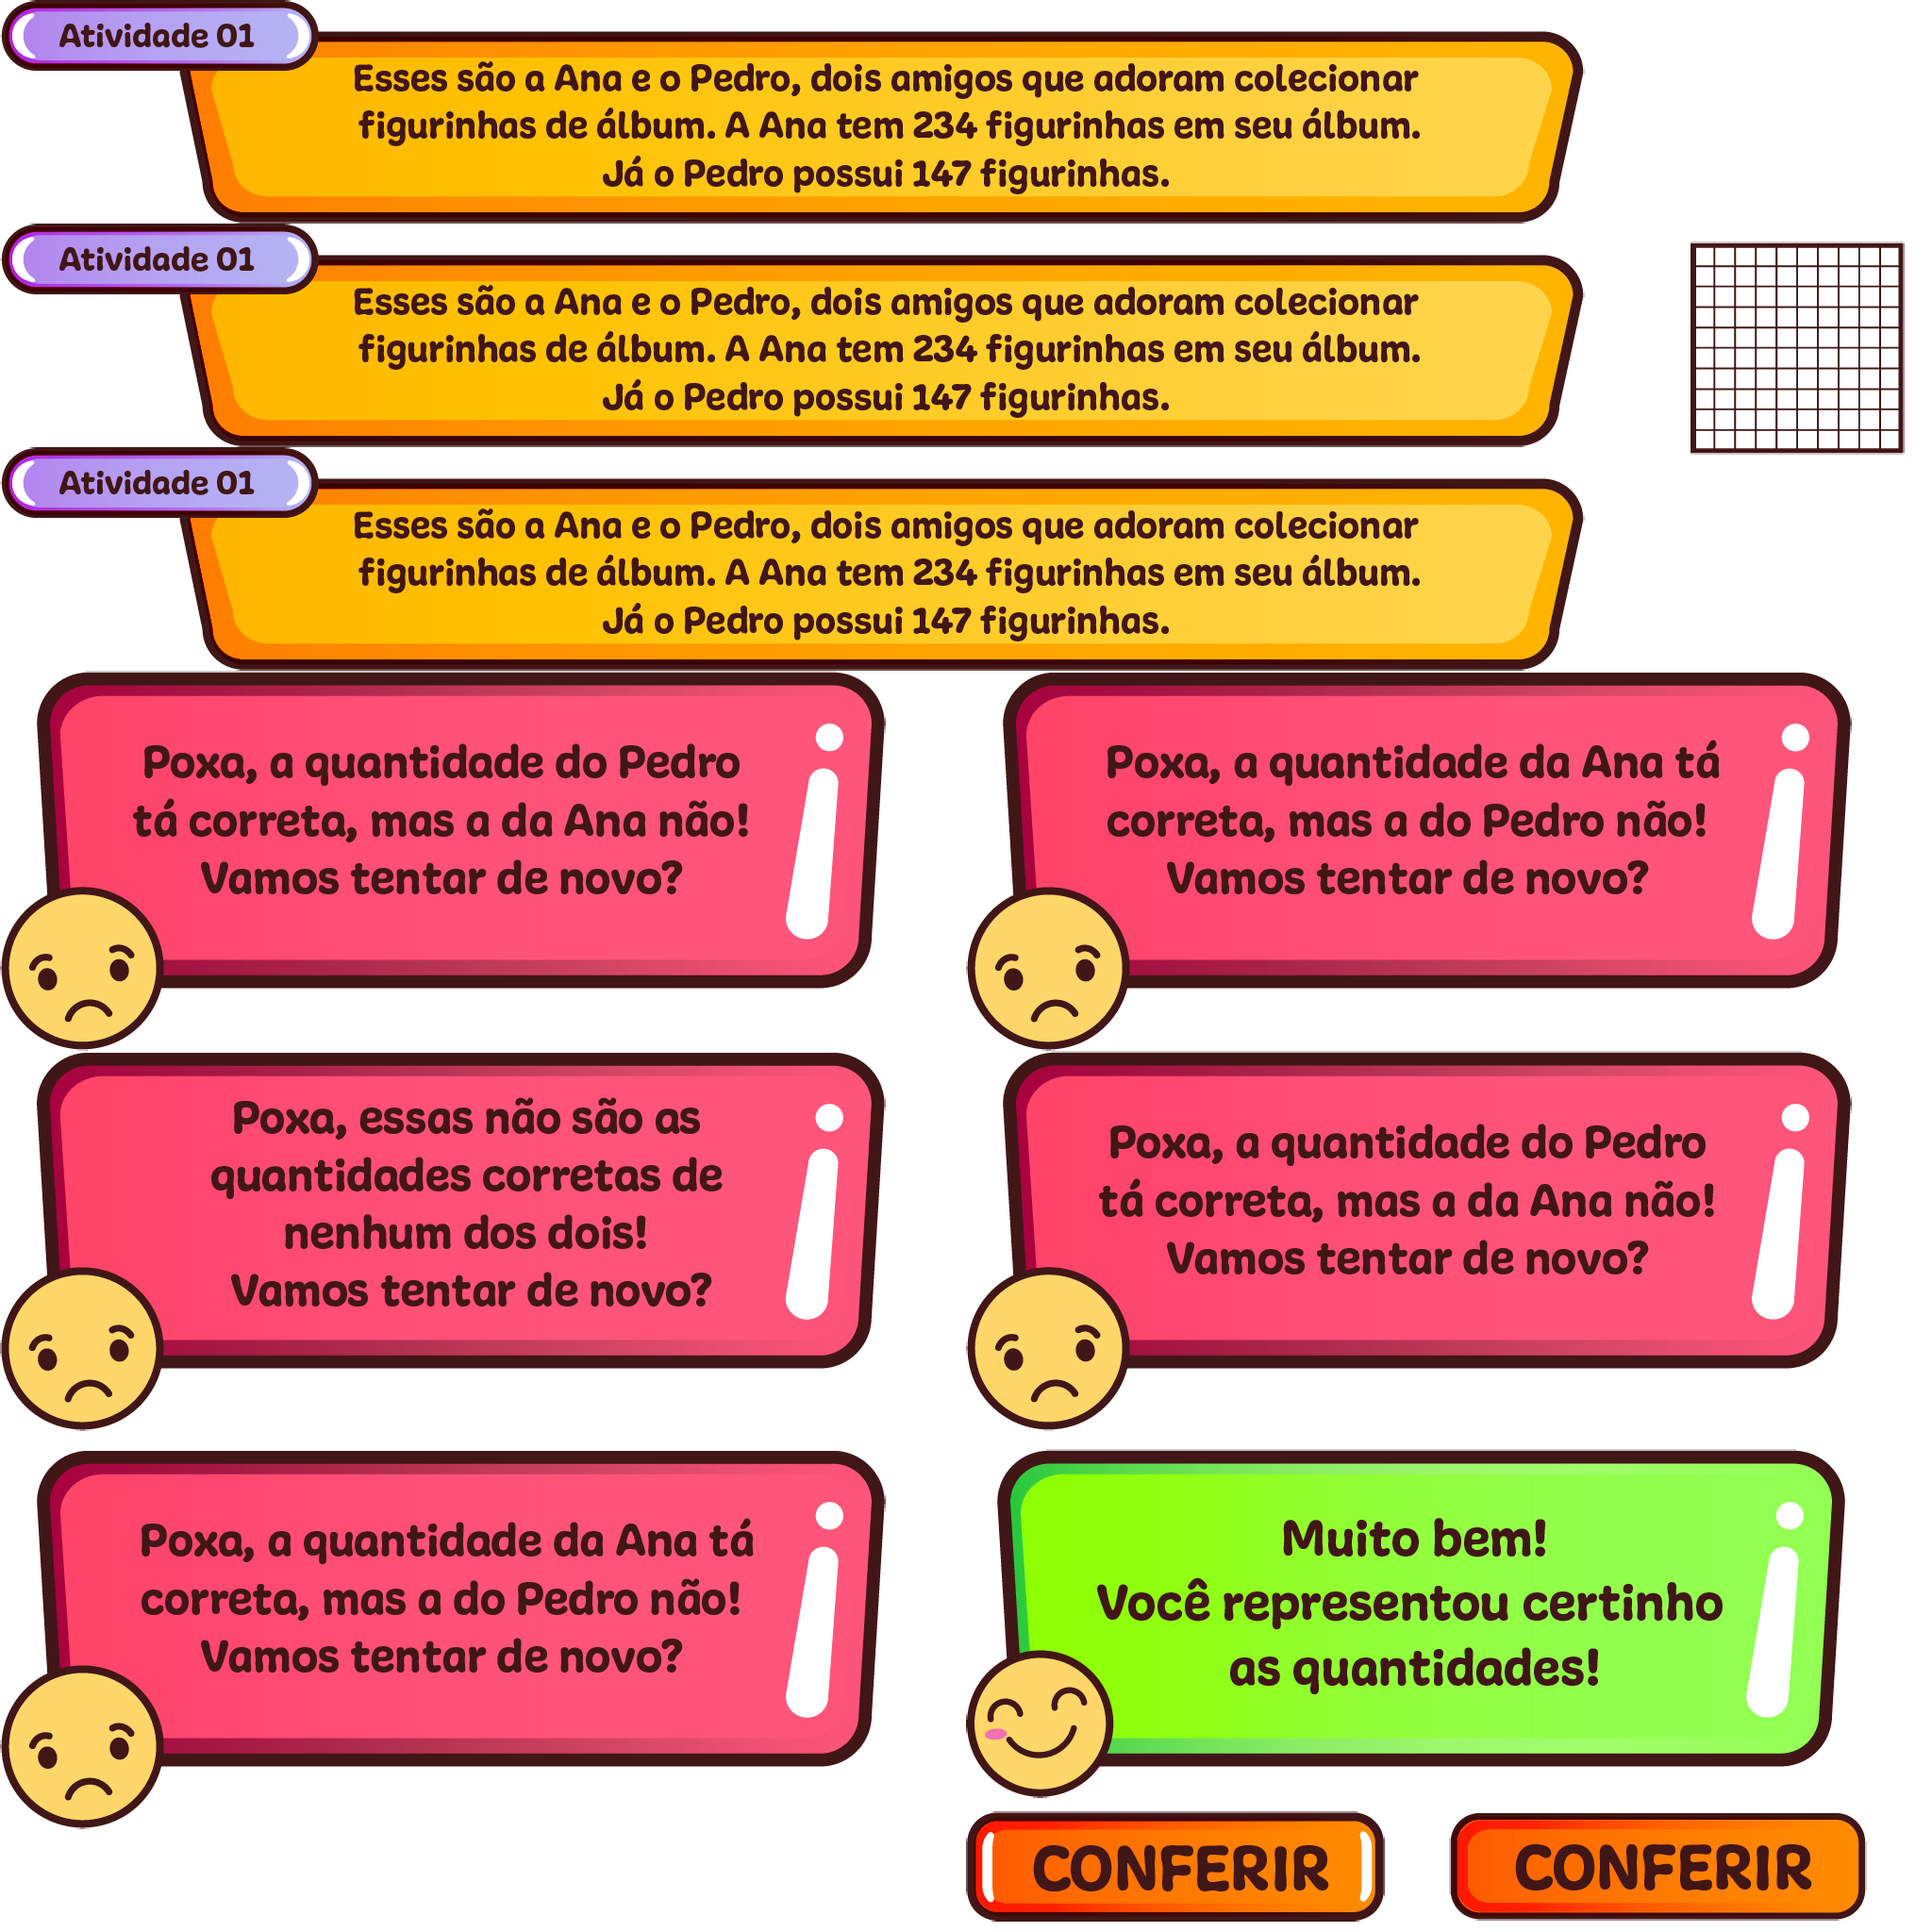 Atividade 01
Esses são a Ana e o Pedro, dois amigos que adoram colecionar
figurinhas de álbum. A Ana tem 234 figurinhas em seu álbum.
Já o Pedro possui 147 figurinhas.
Atividade 01
Esses são a Ana e o Pedro, dois amigos que adoram colecionar
figurinhas de álbum. A Ana tem 234 figurinhas em seu álbum.
Já o Pedro possui 147 figurinhas.
Atividade 01
Esses são a Ana e o Pedro, dois amigos que adoram colecionar
figurinhas de álbum. A Ana tem 234 figurinhas em seu álbum.
Já o Pedro possui 147 figurinhas.
Poxa, a quantidade do Pedro
tá correta, mas a da Ana não!
Vamos tentar de novo?
Poxa, a quantidade da Ana tá
correta, mas a do Pedro não!
Vamos tentar de novo?
Poxa, essas não são as
quantidades corretas de
nenhum dos dois!
Vamos tentar de novo?
Poxa, a quantidade do Pedro
tá correta, mas a da Ana não!
Vamos tentar de novo?
Poxa, a quantidade da Ana tá
correta, mas a do Pedro não!
Vamos tentar de novo?
Muito bem!
Você representou certinho
as quantidades!
CONFERIR
CONFERIR